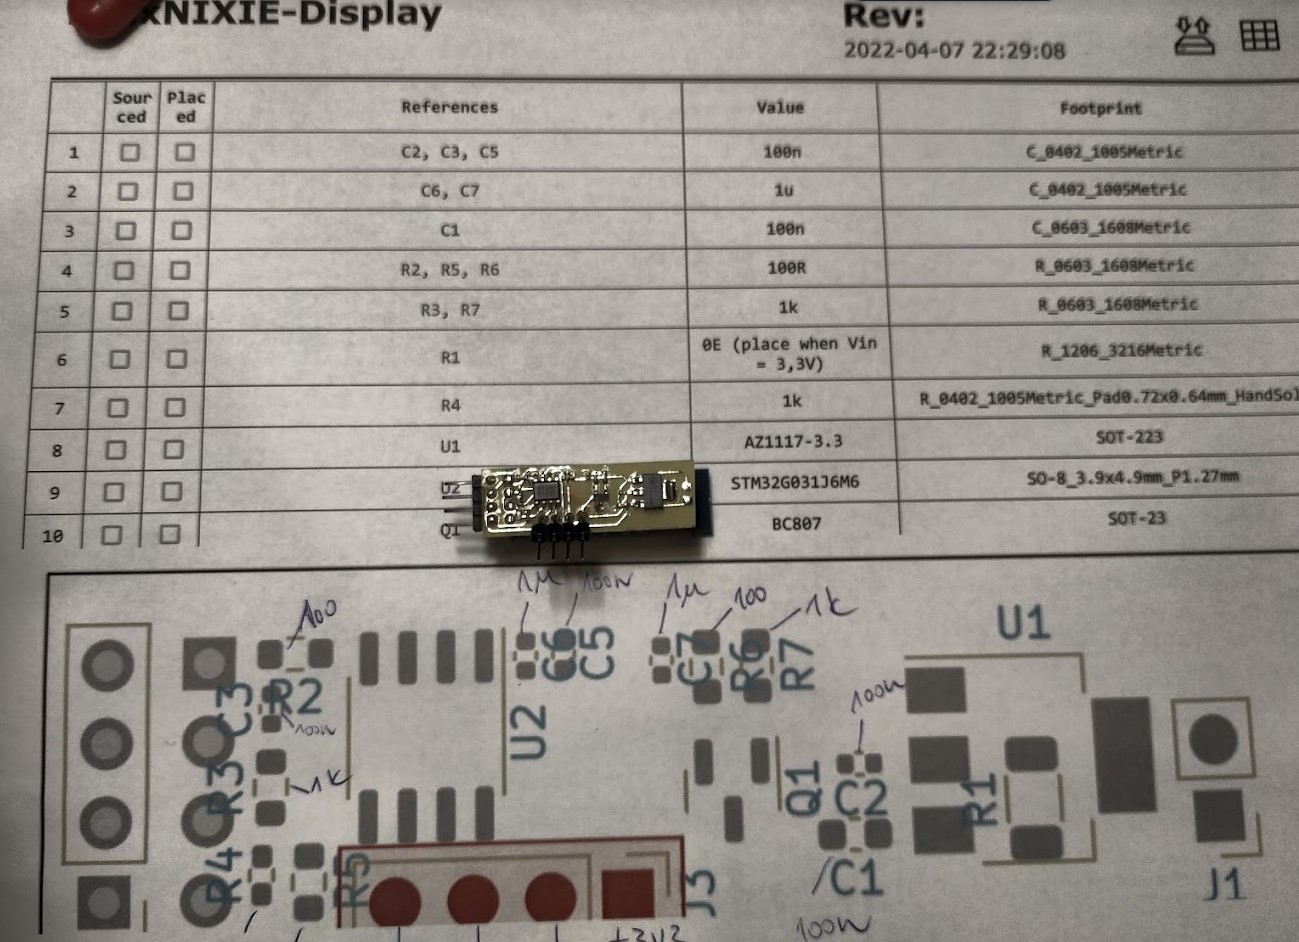 xNIXIE-Display
Rev:
2022-04-07 22:29:08
Sour
ced
Plac
ed
References
Value
Footprint
1 C2, C3, C5 100n C_0402_1005Metric
2 C6, C7 1u C_0402_1005Metric
3 C1 100n C_0603_1608Metric
4 R2, R5, R6 100R R_0603_1608Metric
5 R3, R7 1k R_0603_1608Metric
6 R1 0E (place when Vin
= 3,3V) R_1206_3216Metric
7 R4 1k R_0402_1005Metric_Pad0.72x0.64mm_HandSol
8 U1 AZ1117-3.3 SOT-223
9 U2 STM32G031J6M6 SO-8_3.9x4.9mm_P1.27mm
10 Q1 BC807 SOT-23
1µ 100n 1µ 100 1k
100
U1
C6 C5 C7 R6 R7
C3 R2
100n
100n
U2
R3
1k
Q1
C2
R1
R4 R5
J3
C1
J1
100n
+3V3